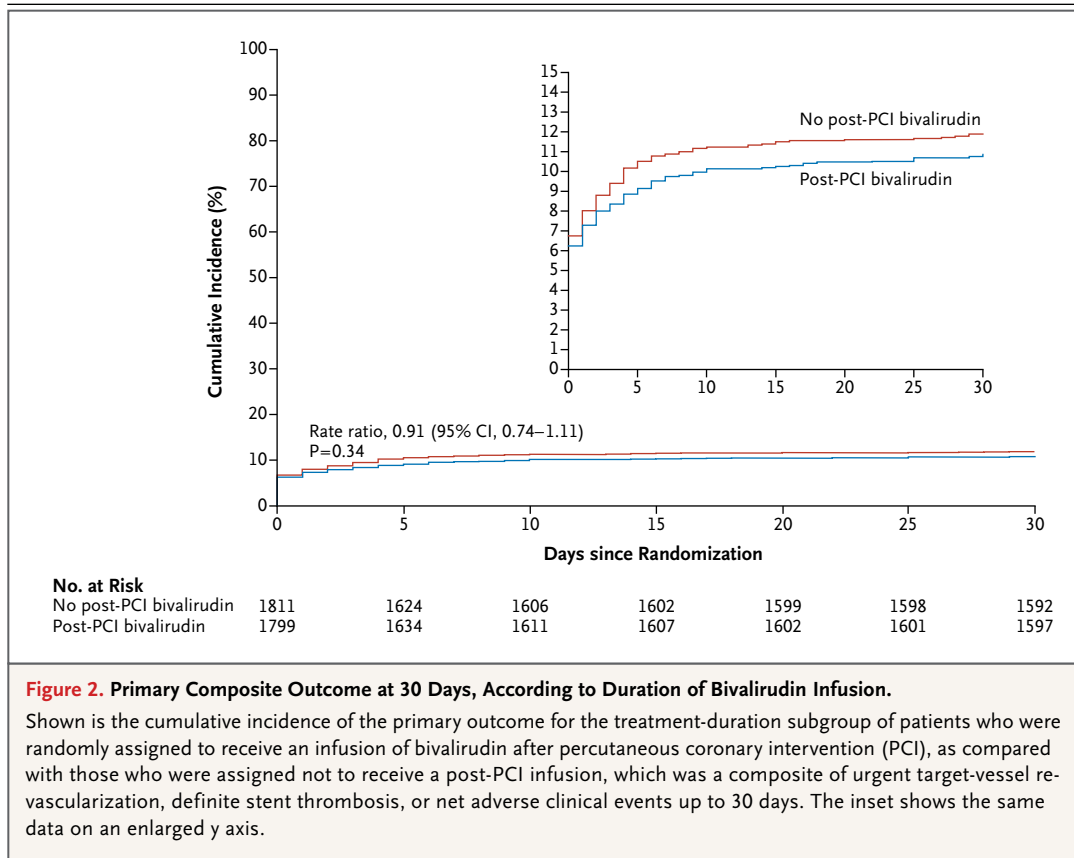 100
90
80
70
60
50
40
30
20
10
0
Cumulative Incidence (%)
15
14
13
12
11
10
9
8
7
6
5
4
3
2
1
0
No post-PCI bivalirudin
Post-PCI bivalirudin
0 5 10 15 20 25 30
Rate ratio, 0.91 (95% CI, 0.74–1.11)
P=0.34
0 5 10 15 20 25 30
Days since Randomization
No. at Risk
No post-PCI bivalirudin 1811 1624 1606 1602 1599 1598 1592
Post-PCI bivalirudin 1799 1634 1611 1607 1602 1601 1597
Figure 2. Primary Composite Outcome at 30 Days, According to Duration of Bivalirudin Infusion.
Shown is the cumulative incidence of the primary outcome for the treatment-duration subgroup of patients who were
randomly assigned to receive an infusion of bivalirudin after percutaneous coronary intervention (PCI), as compared
with those who were assigned not to receive a post-PCI infusion, which was a composite of urgent target-vessel re-
vascularization, definite stent thrombosis, or net adverse clinical events up to 30 days. The inset shows the same
data on an enlarged y axis.